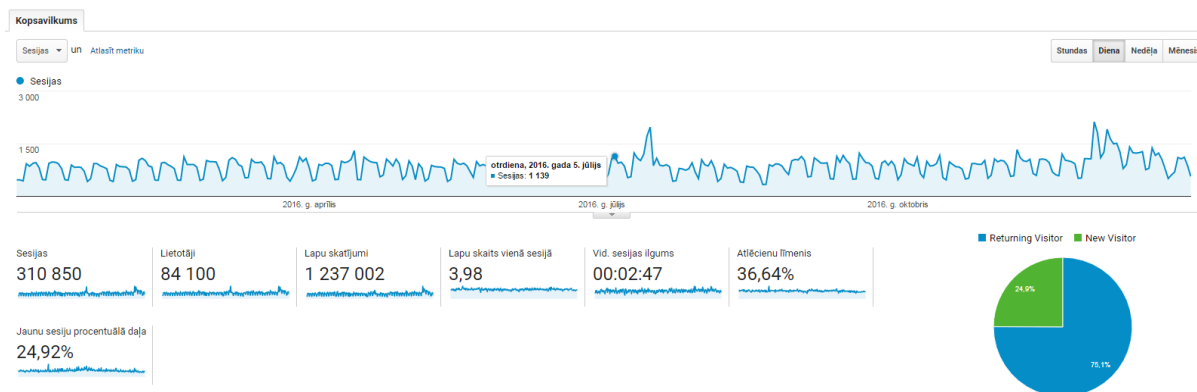 Kopsavilkums
Sesijas un Atlasīt metriku
Stundas Diena Nedēļa Mēnesis
Sesijas
3 000
1 500
otrdiena, 2016. gada 5. jūlijs
Sesijas: 1 139
2016. g. aprīlis 2016. g. jūlijs 2016. g. oktobris
Returning Visitor New Visitor
Sesijas Lietotāji Lapu skatījumi Lapu skaits vienā sesijā Vid. sesijas ilgums Atlēcienu līmenis
310 850 84 100 1 237 002 3,98 00:02:47 36,64%
24,9%
Jaunu sesiju procentuālā daļa
24,92%
75,1%